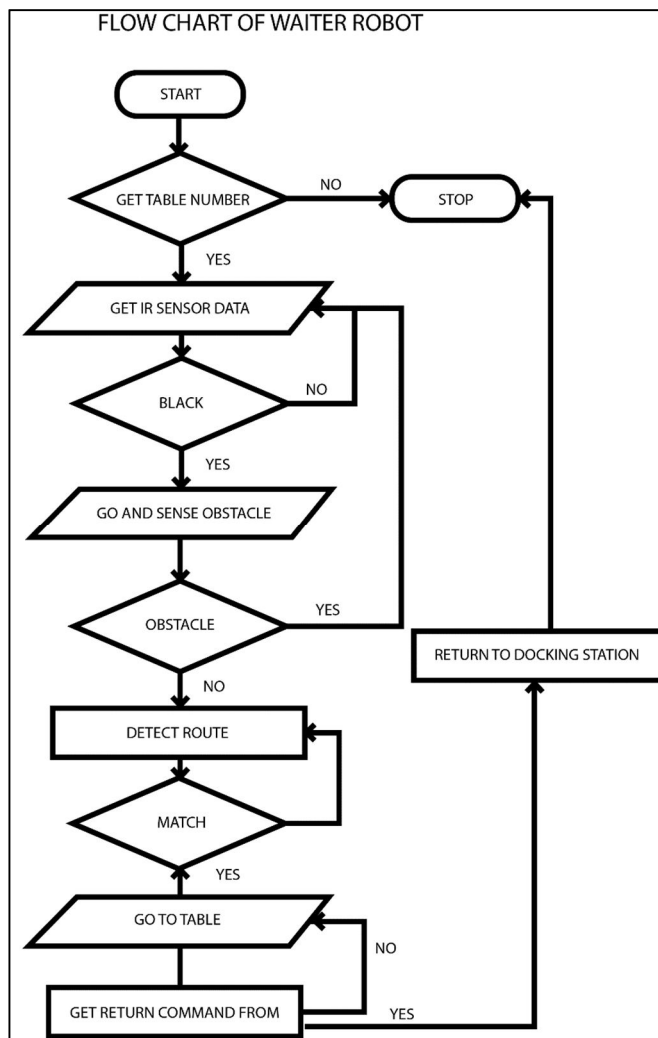 FLOW CHART OF WAITER ROBOT
START
GET TABLE NUMBER
NO
STOP
YES
GET IR SENSOR DATA
BLACK
NO
YES
GO AND SENSE OBSTACLE
OBSTACLE
YES
RETURN TO DOCKING STATION
NO
DETECT ROUTE
MATCH
YES
GO TO TABLE
NO
GET RETURN COMMAND FROM
YES